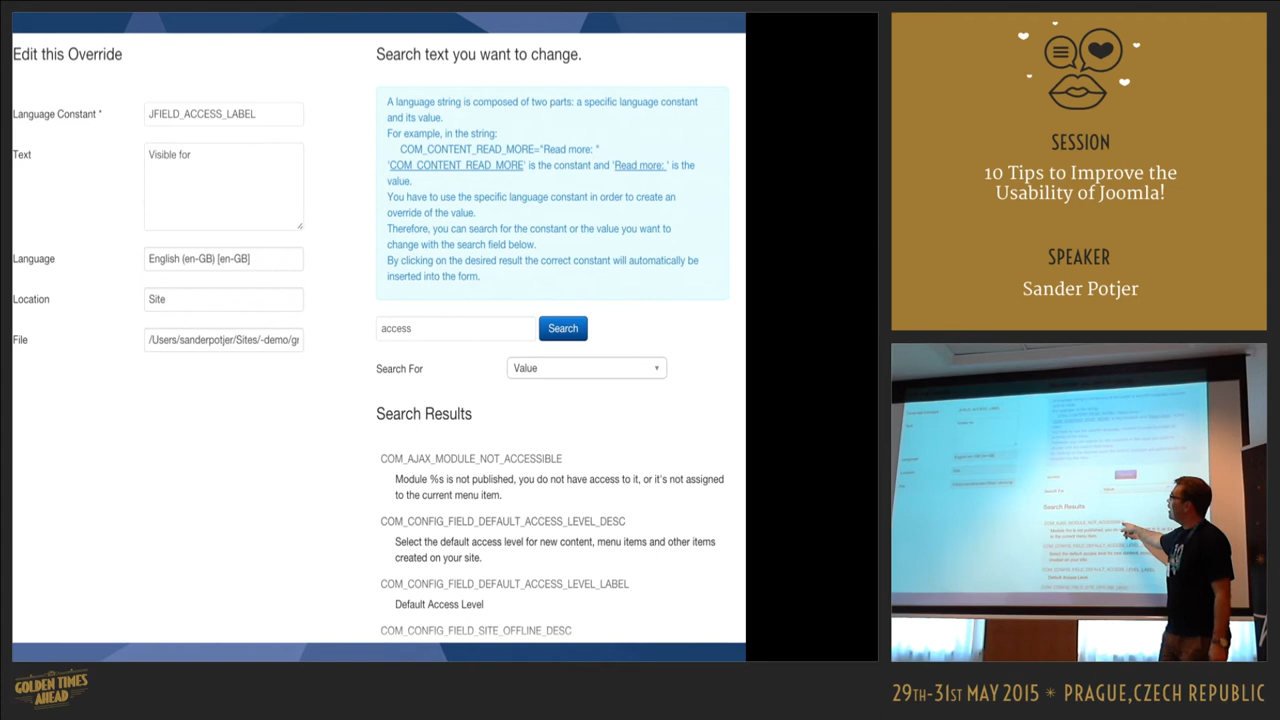 Edit this Override
Language Constant *
JFIELD_ACCESS_LABEL
Text
Visible for
Language
English (en-GB) [en-GB]
Location
Site
File
/Users/sanderpotjer/Sites/-demo/gr
Search text you want to change.
A language string is composed of two parts: a specific language constant
and its value.
For example, in the string:
COM_CONTENT_READ_MORE="Read more: "
'COM_CONTENT_READ_MORE' is the constant and 'Read more: ' is the
value.
You have to use the specific language constant in order to create an
override of the value.
Therefore, you can search for the constant or the value you want to
change with the search field below.
By clicking on the desired result the correct constant will automatically be
inserted into the form.
access
Search
Search For
Value
Search Results
COM_AJAX_MODULE_NOT_ACCESSIBLE
Module %s is not published, you do not have access to it, or it's not assigned
to the current menu item.
COM_CONFIG_FIELD_DEFAULT_ACCESS_LEVEL_DESC
Select the default access level for new content, menu items and other items
created on your site.
COM_CONFIG_FIELD_DEFAULT_ACCESS_LEVEL_LABEL
Default Access Level
COM_CONFIG_FIELD_SITE_OFFLINE_DESC
SESSION
10 Tips to Improve the
Usability of Joomla!
SPEAKER
Sander Potjer
Search Results
GOLDEN TIMES
AHEAD
29TH-31ST MAY 2015 * PRAGUE,CZECH REPUBLIC